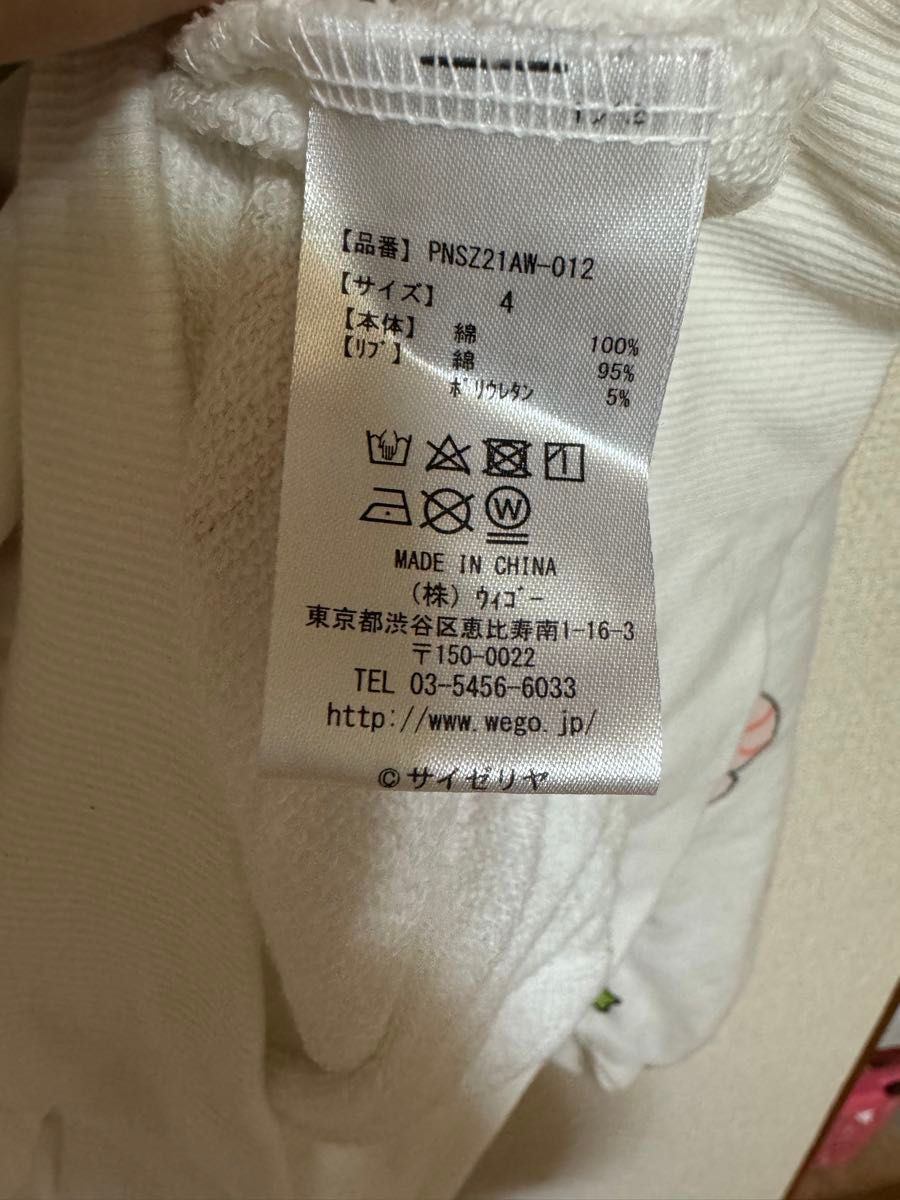 【品番】 PNSZ21AW-012
【サイズ】 4
【本体】 綿 100%
【リブ】 綿 95%
ポリウレタン 5%
W
MADE IN CHINA
(株) ウィゴー
東京都渋谷区恵比寿南1-16-3
〒150-0022
TEL 03-5456-6033
http://www.wego.jp/
©サイゼリヤ